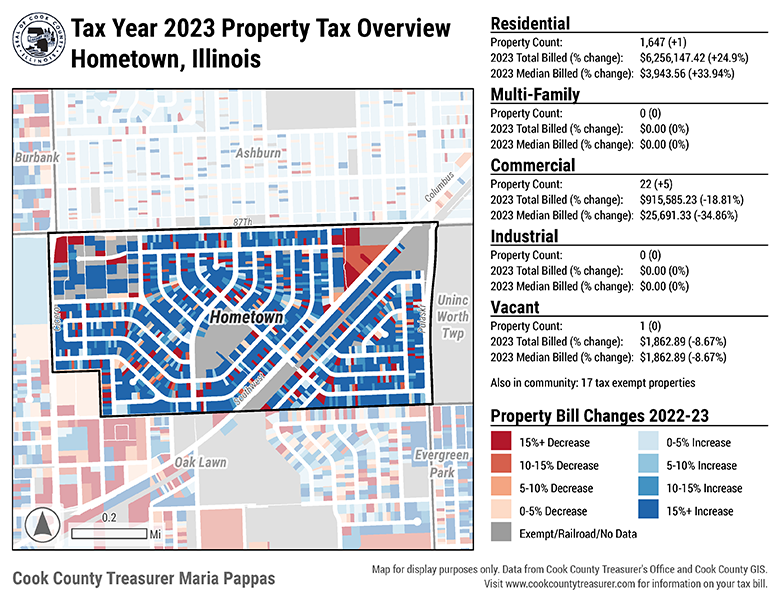 SEAL OF COOK COUNTY
ILLINOIS
Tax Year 2023 Property Tax Overview
Hometown, Illinois
Burbank
Ashburn
Columbus
87Th
Cicero
Hometown
Pulaski
Uninc
Worth
Twp
Southwest
Oak Lawn
Evergreen
Park
0.2
Mi
Residential
Property Count: 1,647 (+1)
2023 Total Billed (% change): $6,256,147.42 (+24.9%)
2023 Median Billed (% change): $3,943.56 (+33.94%)
Multi-Family
Property Count: 0 (0)
2023 Total Billed (% change): $0.00 (0%)
2023 Median Billed (% change): $0.00 (0%)
Commercial
Property Count: 22 (+5)
2023 Total Billed (% change): $915,585.23 (-18.81%)
2023 Median Billed (% change): $25,691.33 (-34.86%)
Industrial
Property Count: 0 (0)
2023 Total Billed (% change): $0.00 (0%)
2023 Median Billed (% change): $0.00 (0%)
Vacant
Property Count: 1 (0)
2023 Total Billed (% change): $1,862.89 (-8.67%)
2023 Median Billed (% change): $1,862.89 (-8.67%)
Also in community: 17 tax exempt properties
Property Bill Changes 2022-23
15%+ Decrease
0-5% Increase
10-15% Decrease
5-10% Increase
5-10% Decrease
10-15% Increase
0-5% Decrease
15%+ Increase
Exempt/Railroad/No Data
Cook County Treasurer Maria Pappas
Map for display purposes only. Data from Cook County Treasurer's Office and Cook County GIS.
Visit www.cookcountytreasurer.com for information on your tax bill.